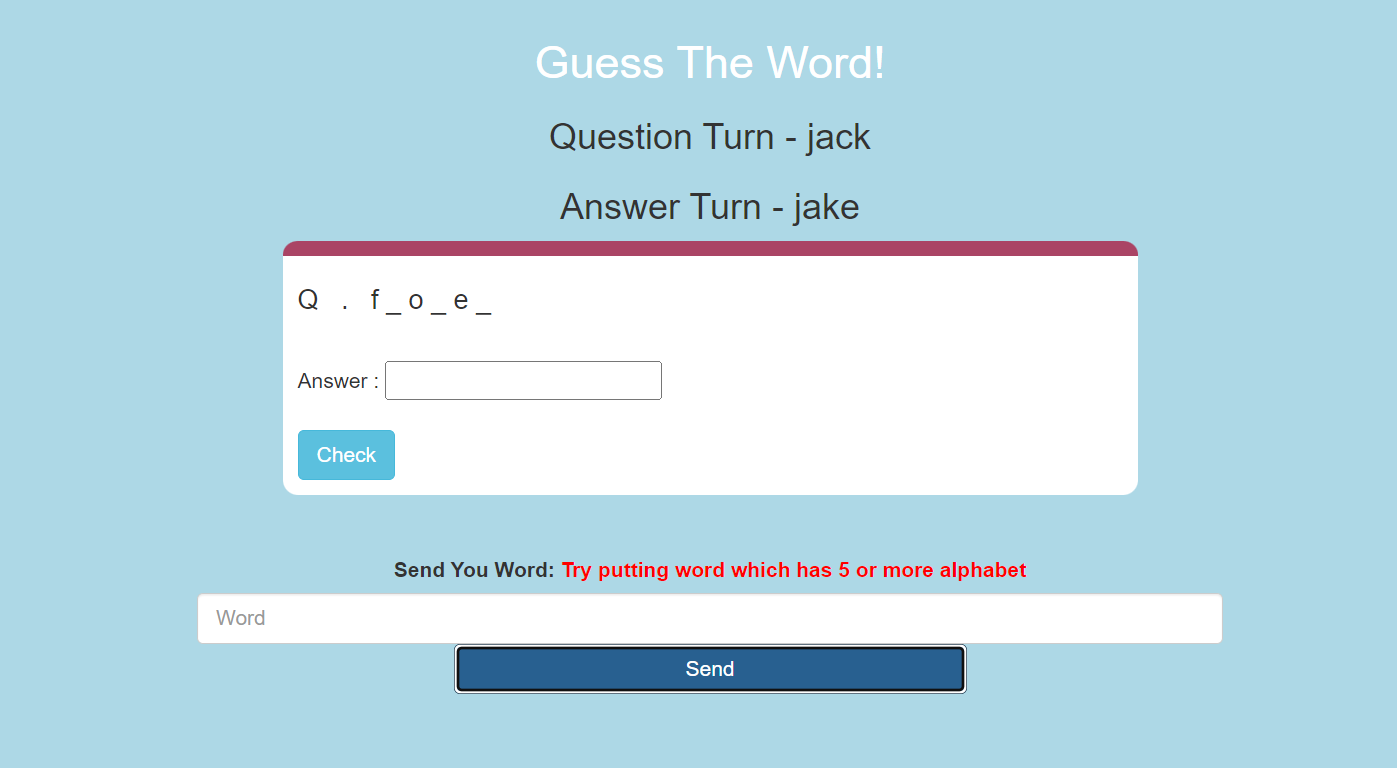 Guess The Word!
Question Turn - jack
Answer Turn - jake
Q . f _ o _ e _
Answer :
Check
Send You Word: Try putting word which has 5 or more alphabet
Word
Send